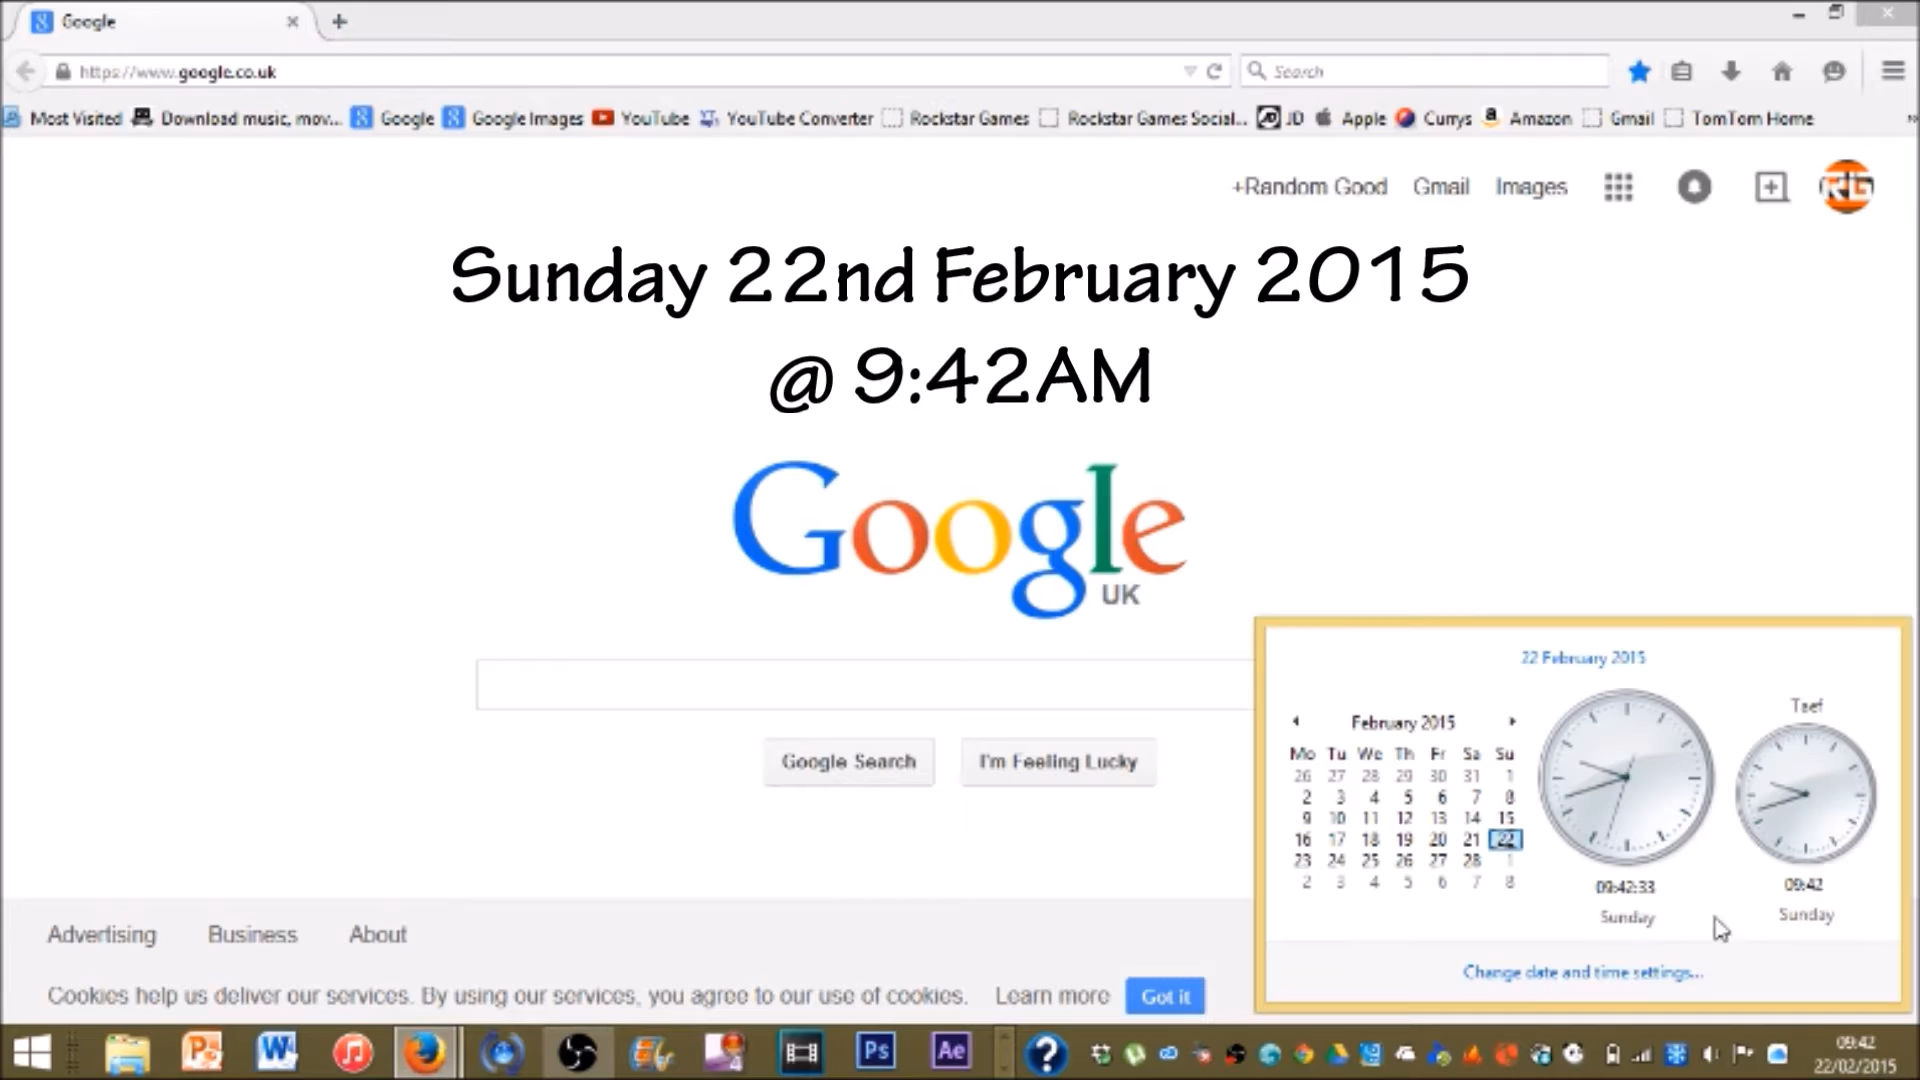 Google
https://www.google.co.uk
Search
Most Visited Download music, mov... Google Google Images YouTube YouTube Converter Rockstar Games Rockstar Games Social... JD Apple Currys Amazon Gmail TomTom Home
+Random Good Gmail Images
RG
Sunday 22nd February 2015
@ 9:42AM
Google
UK
Google Search I'm Feeling Lucky
22 February 2015
February 2015
Mo Tu We Th Fr Sa Su
26 27 28 29 30 31 1
2 3 4 5 6 7 8
9 10 11 12 13 14 15
16 17 18 19 20 21 22
23 24 25 26 27 28 1
2 3 4 5 6 7 8
09:42:33
Sunday
Taef
09:42
Sunday
Change date and time settings...
Advertising Business About
Cookies help us deliver our services. By using our services, you agree to our use of cookies. Learn more Got it
Ps Ae
09:42
22/02/2015